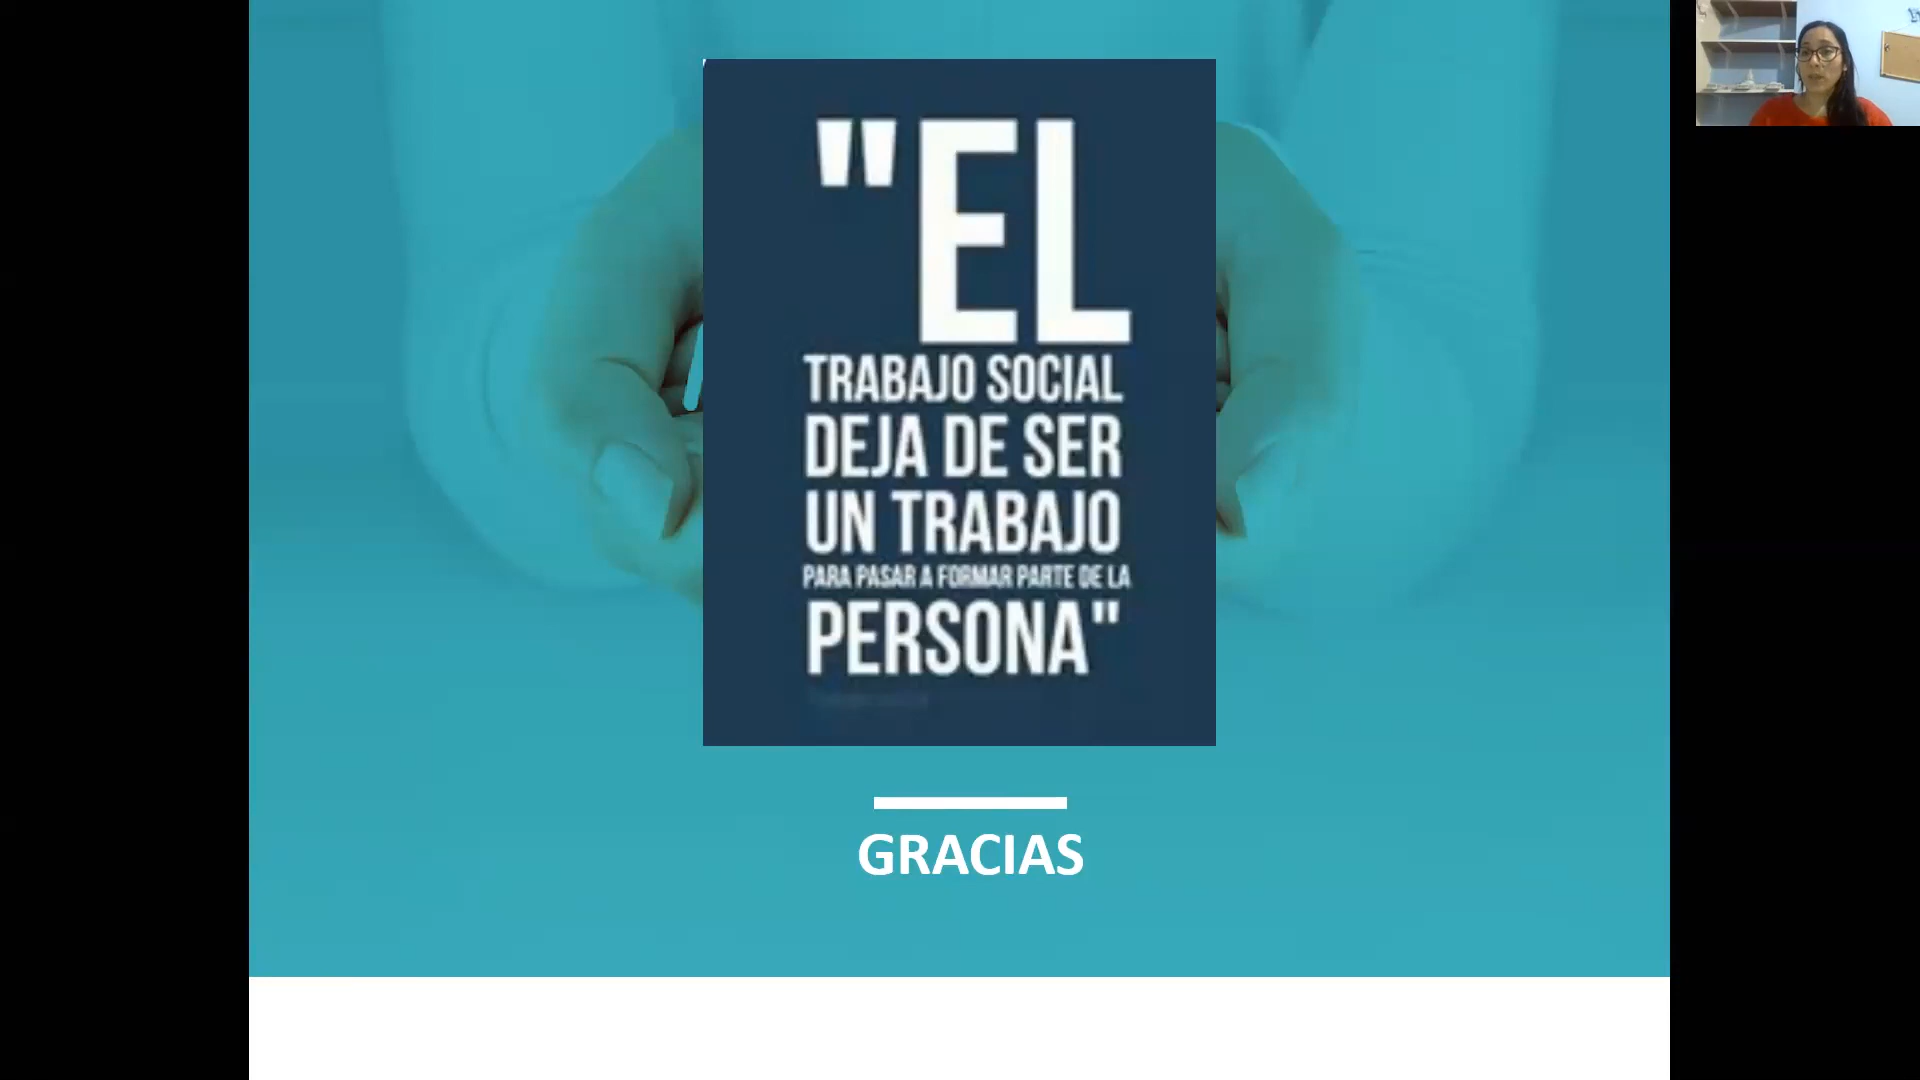 "EL
TRABAJO SOCIAL
DEJA DE SER
UN TRABAJO
PARA PASAR A FORMAR PARTE DE LA
PERSONA"
GRACIAS